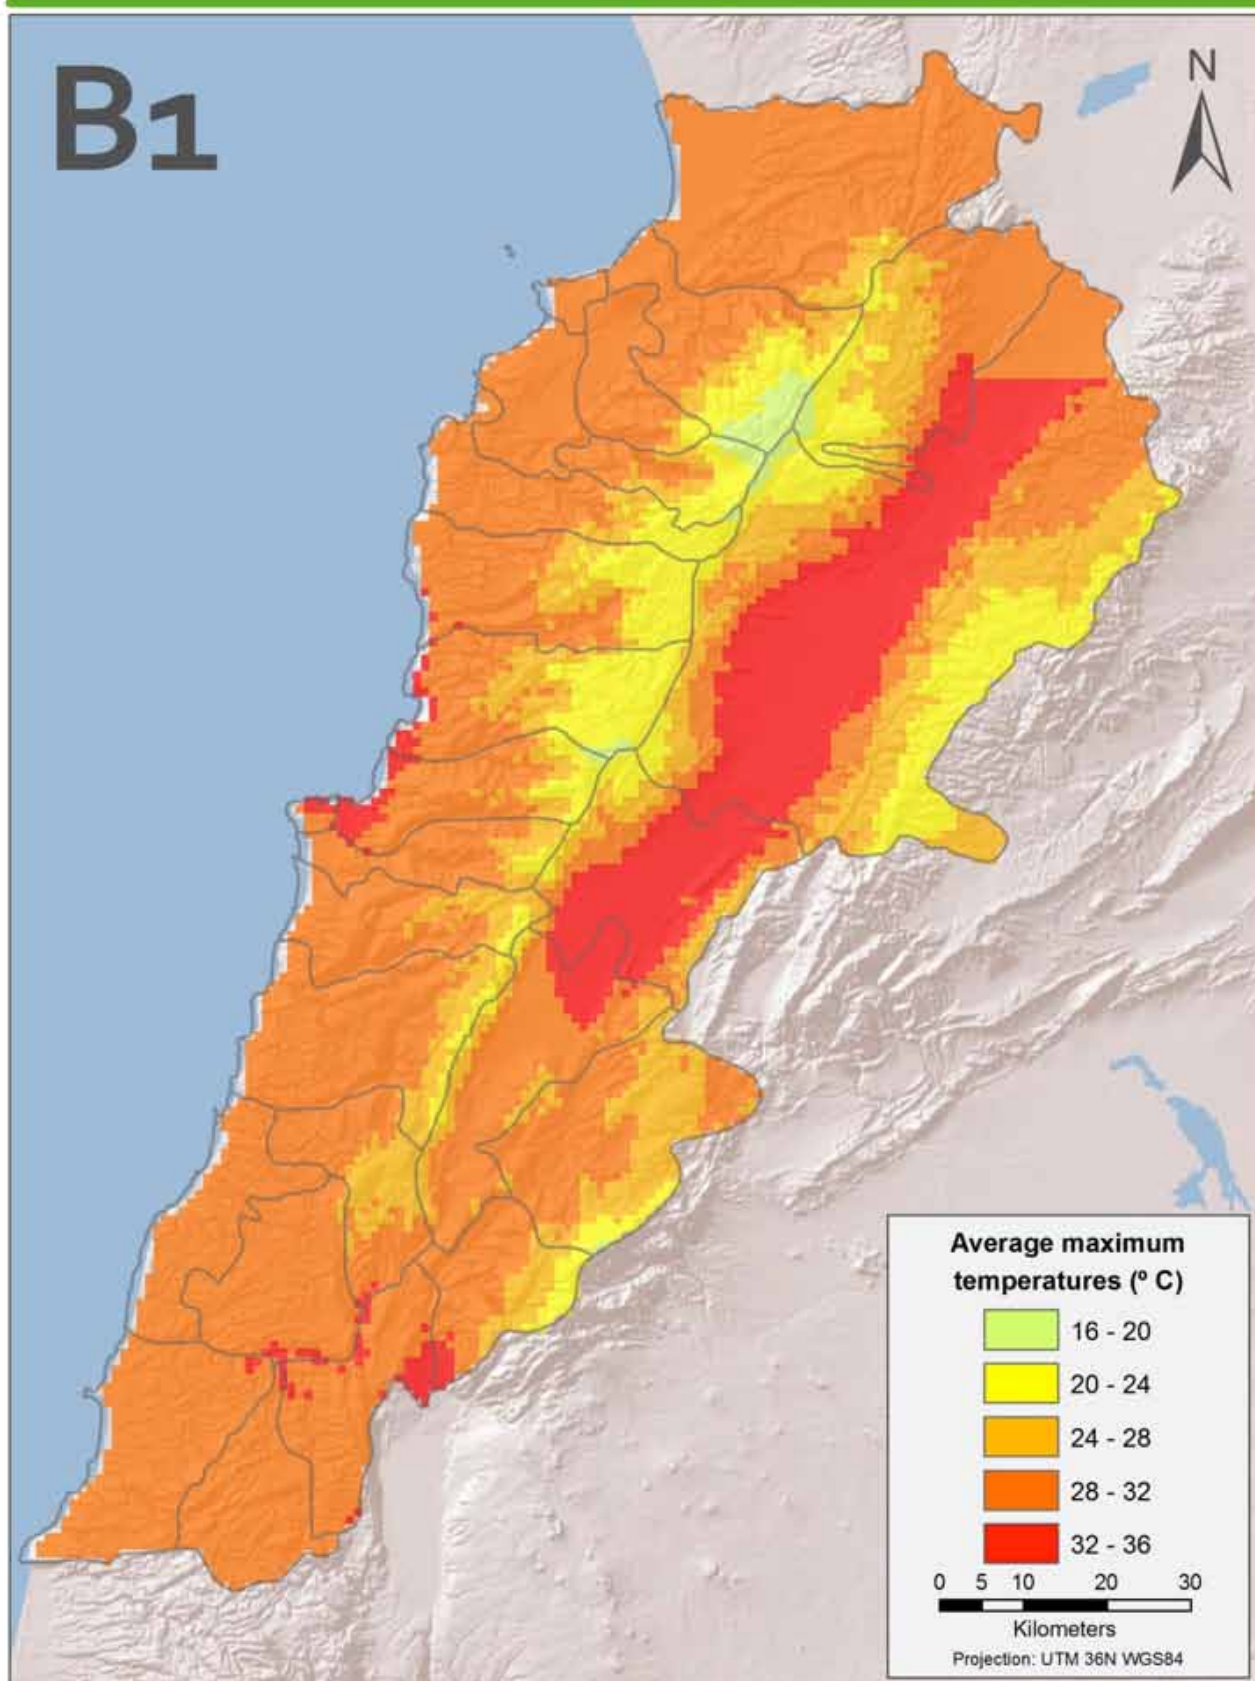 B1
N
Average maximum
temperatures (º C)
16 - 20
20 - 24
24 - 28
28 - 32
32 - 36
0 5 10 20 30
Kilometers
Projection: UTM 36N WGS84